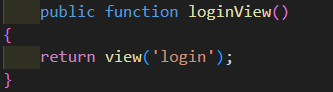 public function loginView()
{
return view('login');
}